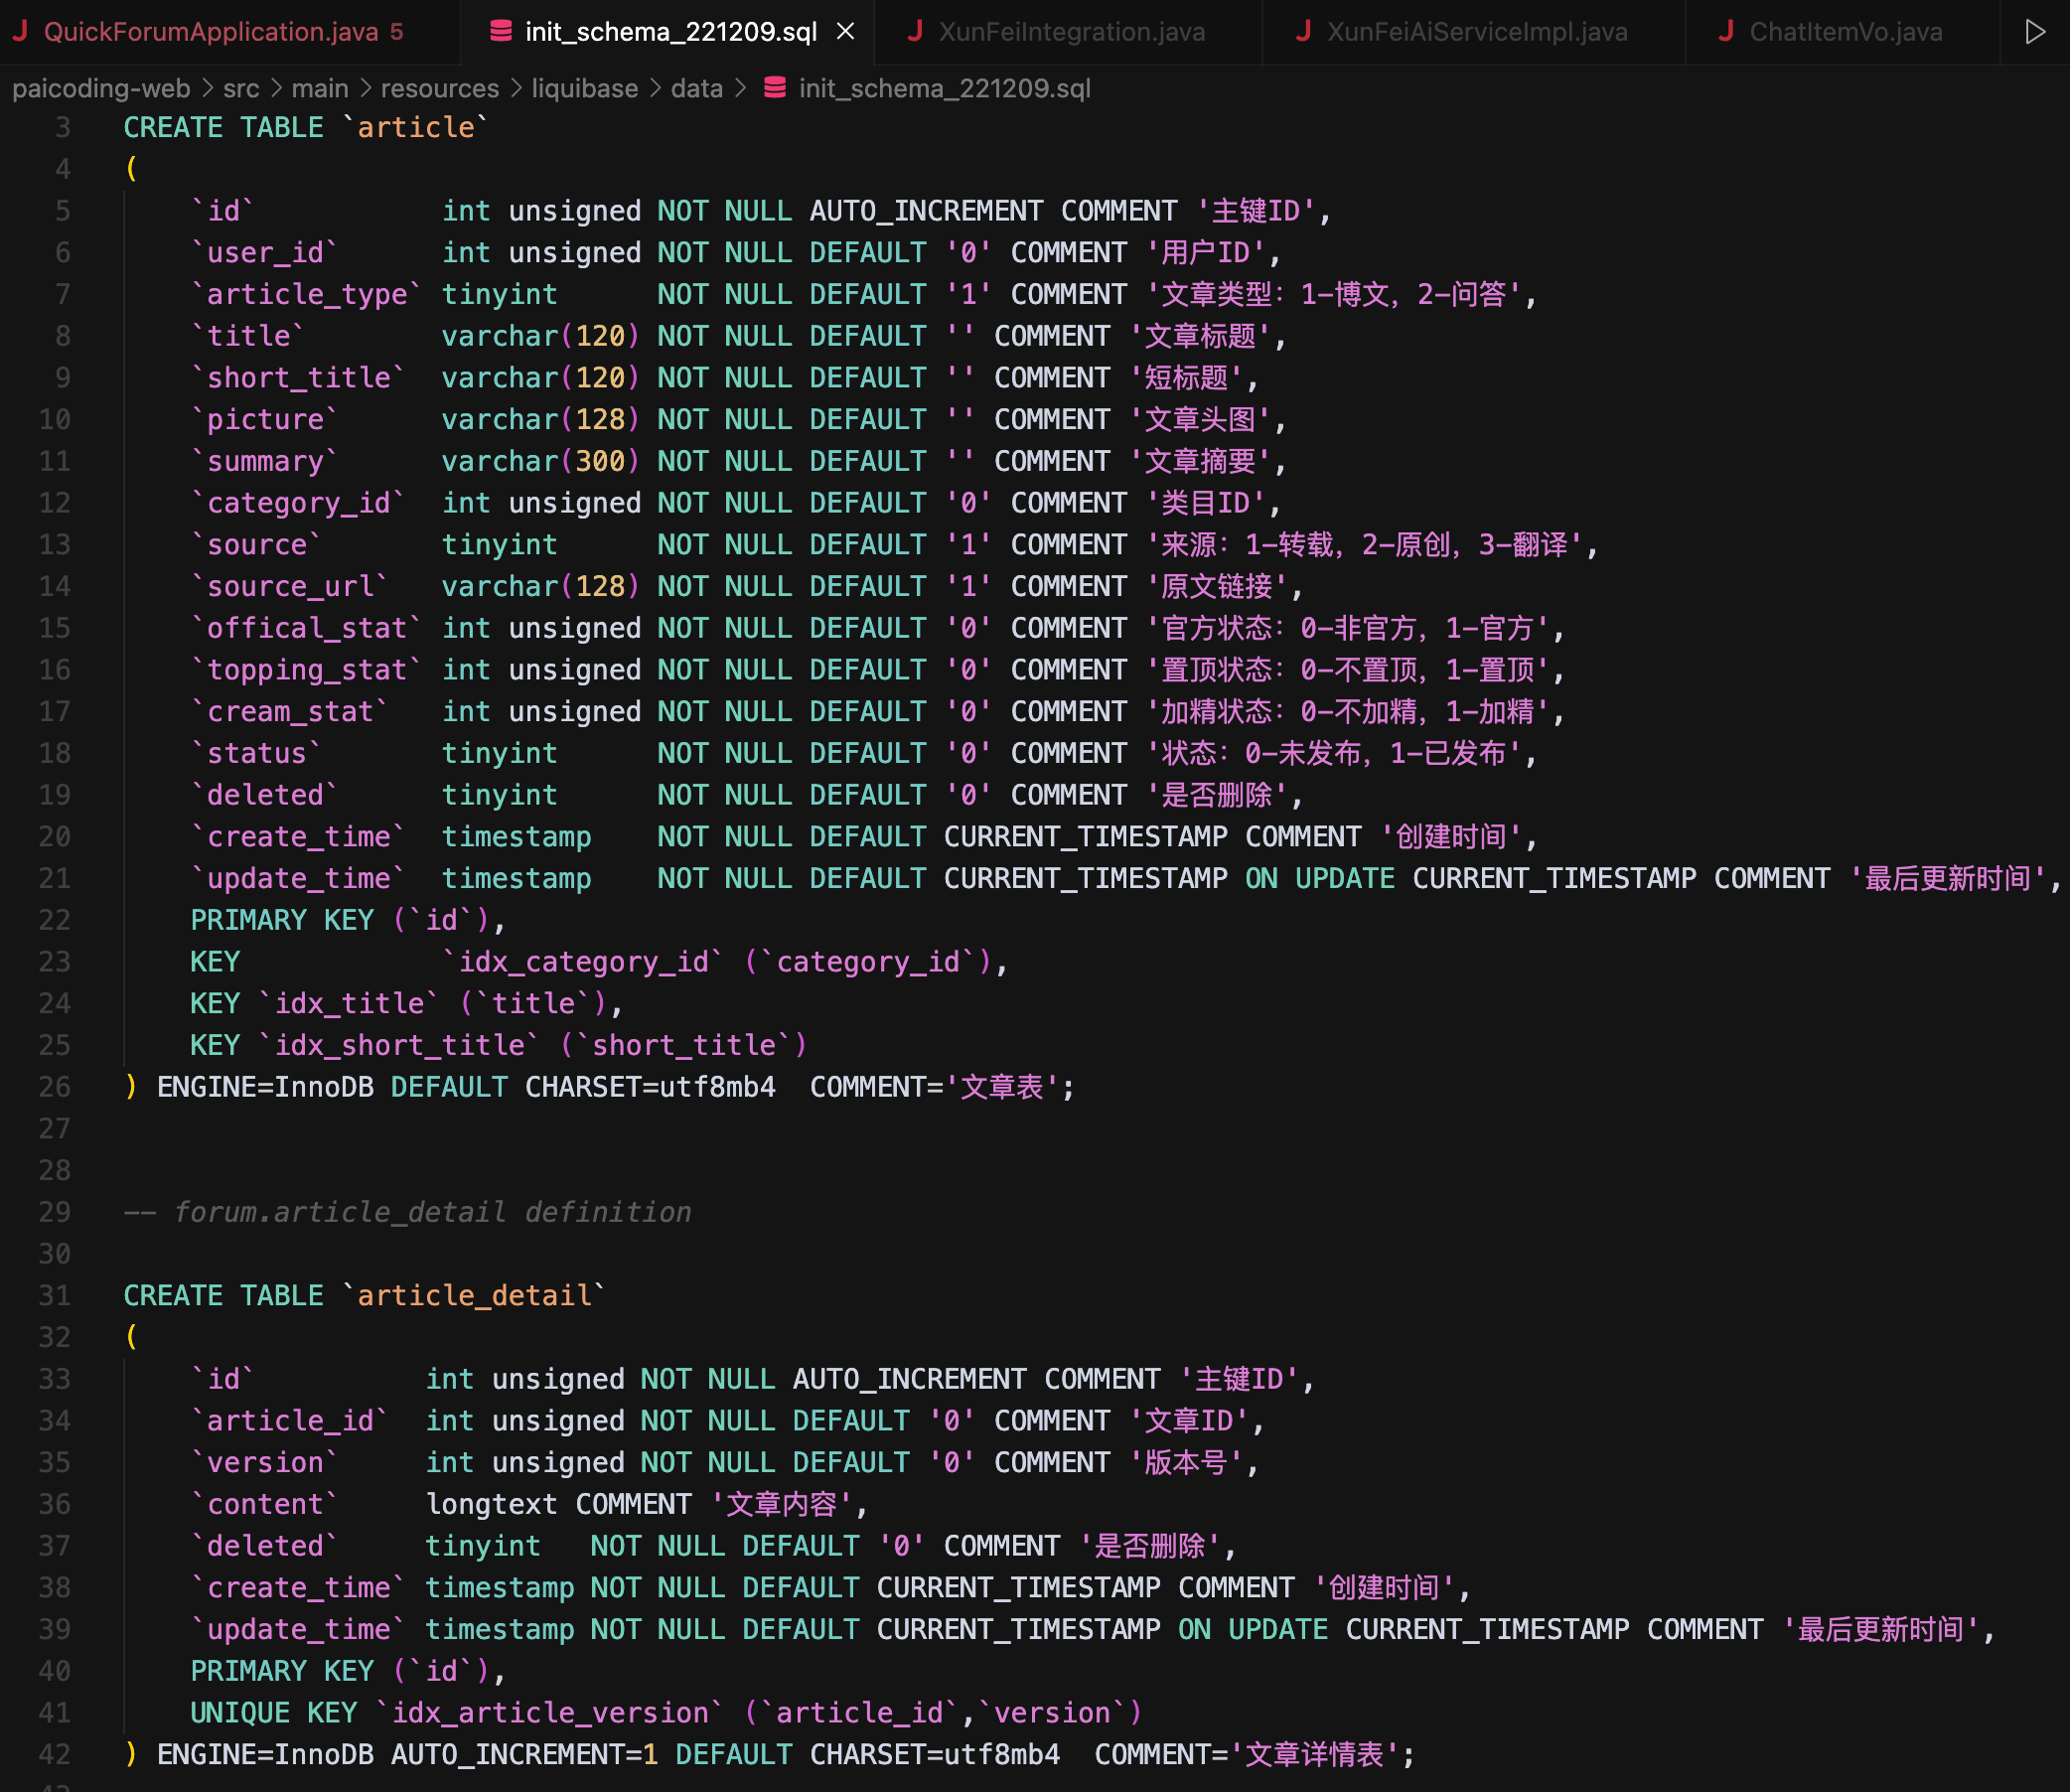 QuickForumApplication.java 5 init_schema_221209.sql XunFeiIntegration.java XunFeiAiServiceImpl.java ChatItemVo.java
paicoding-web > src > main > resources > liquibase > data > init_schema_221209.sql
3 CREATE TABLE `article`
4 (
5 `id` int unsigned NOT NULL AUTO_INCREMENT COMMENT '主键ID',
6 `user_id` int unsigned NOT NULL DEFAULT '0' COMMENT '用户ID',
7 `article_type` tinyint NOT NULL DEFAULT '1' COMMENT '文章类型：1-博文，2-问答',
8 `title` varchar(120) NOT NULL DEFAULT '' COMMENT '文章标题',
9 `short_title` varchar(120) NOT NULL DEFAULT '' COMMENT '短标题',
10 `picture` varchar(128) NOT NULL DEFAULT '' COMMENT '文章头图',
11 `summary` varchar(300) NOT NULL DEFAULT '' COMMENT '文章摘要',
12 `category_id` int unsigned NOT NULL DEFAULT '0' COMMENT '类目ID',
13 `source` tinyint NOT NULL DEFAULT '1' COMMENT '来源：1-转载，2-原创，3-翻译',
14 `source_url` varchar(128) NOT NULL DEFAULT '1' COMMENT '原文链接',
15 `offical_stat` int unsigned NOT NULL DEFAULT '0' COMMENT '官方状态：0-非官方，1-官方',
16 `topping_stat` int unsigned NOT NULL DEFAULT '0' COMMENT '置顶状态：0-不置顶，1-置顶',
17 `cream_stat` int unsigned NOT NULL DEFAULT '0' COMMENT '加精状态：0-不加精，1-加精',
18 `status` tinyint NOT NULL DEFAULT '0' COMMENT '状态：0-未发布，1-已发布',
19 `deleted` tinyint NOT NULL DEFAULT '0' COMMENT '是否删除',
20 `create_time` timestamp NOT NULL DEFAULT CURRENT_TIMESTAMP COMMENT '创建时间',
21 `update_time` timestamp NOT NULL DEFAULT CURRENT_TIMESTAMP ON UPDATE CURRENT_TIMESTAMP COMMENT '最后更新时间',
22 PRIMARY KEY (`id`),
23 KEY `idx_category_id` (`category_id`),
24 KEY `idx_title` (`title`),
25 KEY `idx_short_title` (`short_title`)
26 ) ENGINE=InnoDB DEFAULT CHARSET=utf8mb4 COMMENT='文章表';
27
28
29 -- forum.article_detail definition
30
31 CREATE TABLE `article_detail`
32 (
33 `id` int unsigned NOT NULL AUTO_INCREMENT COMMENT '主键ID',
34 `article_id` int unsigned NOT NULL DEFAULT '0' COMMENT '文章ID',
35 `version` int unsigned NOT NULL DEFAULT '0' COMMENT '版本号',
36 `content` longtext COMMENT '文章内容',
37 `deleted` tinyint NOT NULL DEFAULT '0' COMMENT '是否删除',
38 `create_time` timestamp NOT NULL DEFAULT CURRENT_TIMESTAMP COMMENT '创建时间',
39 `update_time` timestamp NOT NULL DEFAULT CURRENT_TIMESTAMP ON UPDATE CURRENT_TIMESTAMP COMMENT '最后更新时间',
40 PRIMARY KEY (`id`),
41 UNIQUE KEY `idx_article_version` (`article_id`,`version`)
42 ) ENGINE=InnoDB AUTO_INCREMENT=1 DEFAULT CHARSET=utf8mb4 COMMENT='文章详情表';